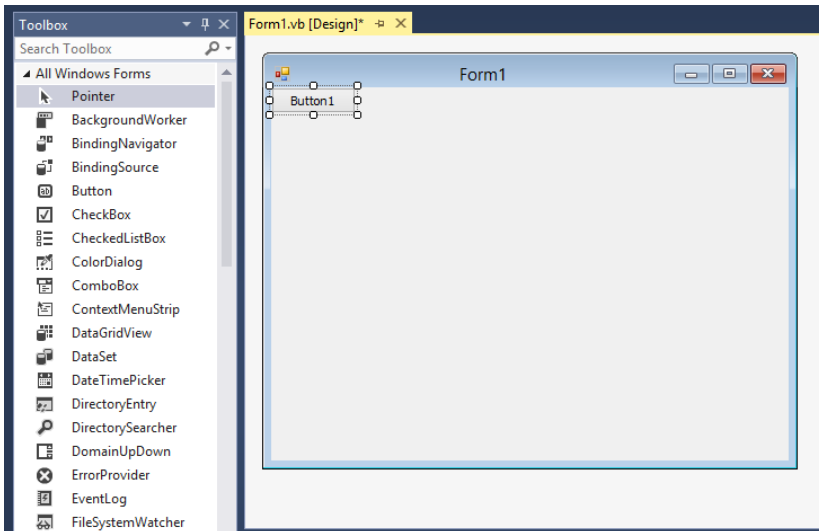 Toolbox
Form1.vb [Design]*
Search Toolbox
All Windows Forms
Pointer
BackgroundWorker
BindingNavigator
BindingSource
Button
CheckBox
CheckedListBox
ColorDialog
ComboBox
ContextMenuStrip
DataGridView
DataSet
DateTimePicker
DirectoryEntry
DirectorySearcher
DomainUpDown
ErrorProvider
EventLog
FileSystemWatcher
Form1
Button1